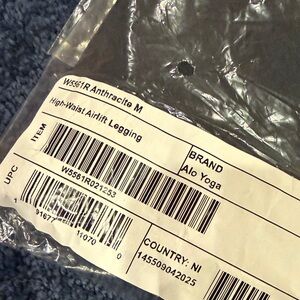 W5561R Anthracite M
High-Waist Airlift Legging
ITEM
W5561R021253
BRAND
Alo Yoga
UPC
COUNTRY: NI
145509042025